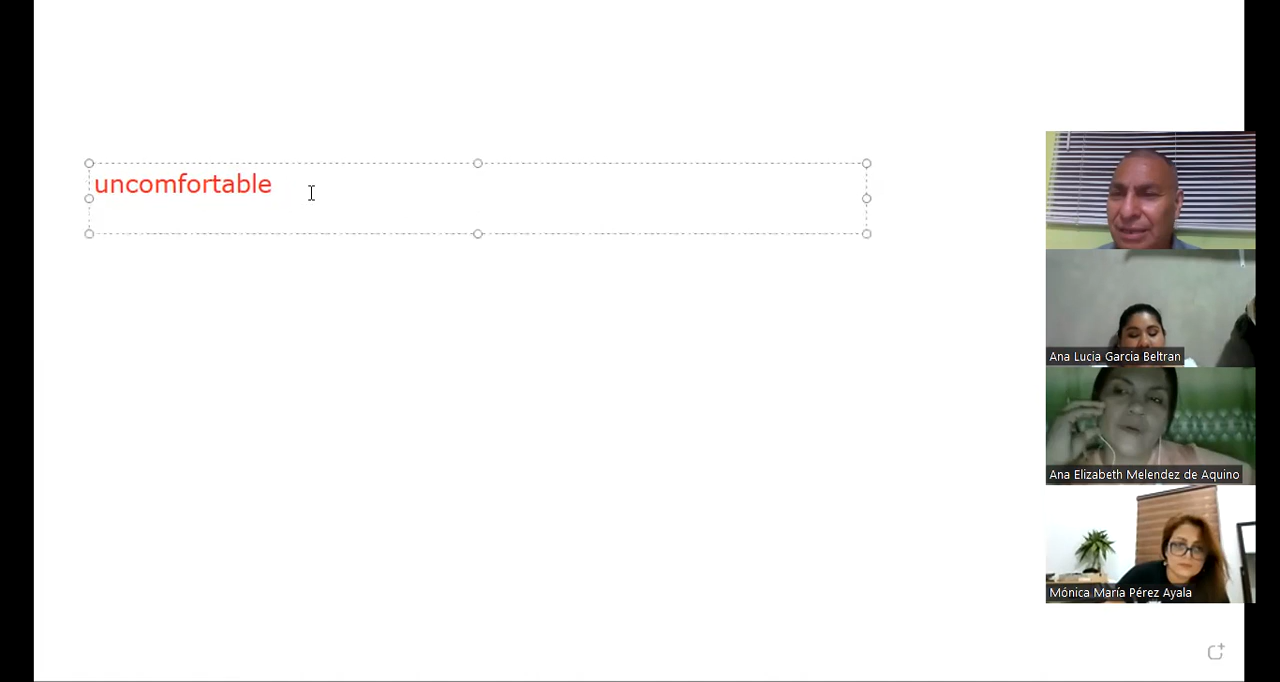 uncomfortable
Ana Lucia Garcia Beltran
Ana Elizabeth Melendez de Aquino
Mónica María Pérez Ayala